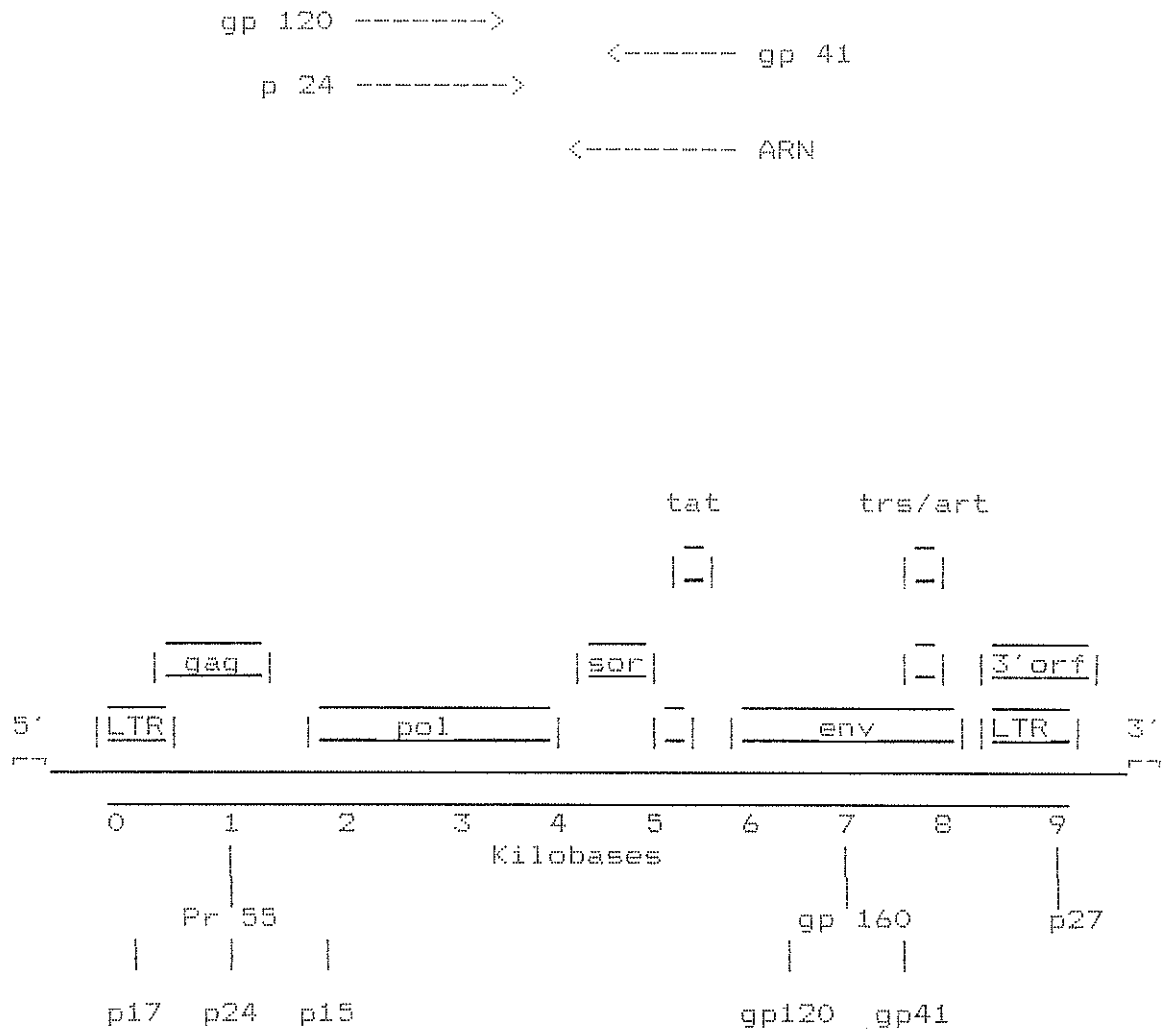 gp 120
gp 41
p 24
ARN
tat trs/art
gag sor 3'orf
5' LTR pol env LTR 3'
0 1 2 3 4 5 6 7 8 9
Kilobases
Pr 55 gp 160 p27
p17 p24 p15 gp120 gp41